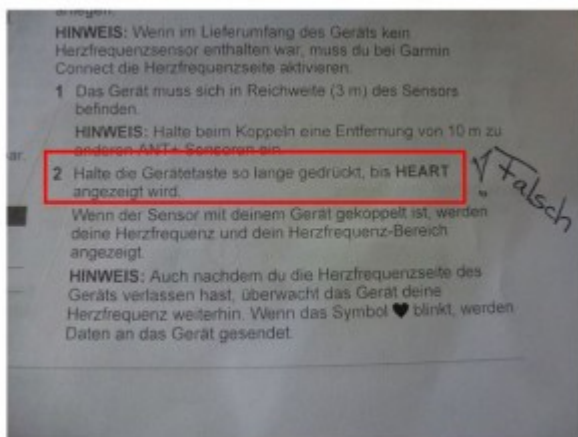 anlegen.
HINWEIS: Wenn im Lieferumfang des Geräts kein
Herzfrequenzsensor enthalten war, muss du bei Garmin
Connect die Herzfrequenzseite aktivieren.
1 Das Gerät muss sich in Reichweite (3 m) des Sensors
befinden.
HINWEIS: Halte beim Koppeln eine Entfernung von 10 m zu
anderen ANT+ Sensoren ein.
ar.
2 Halte die Gerätetaste so lange gedrückt, bis HEART
angezeigt wird.
Falsch
Wenn der Sensor mit deinem Gerät gekoppelt ist, werden
deine Herzfrequenz und dein Herzfrequenz-Bereich
angezeigt.
HINWEIS: Auch nachdem du die Herzfrequenzseite des
Geräts verlassen hast, überwacht das Gerät deine
Herzfrequenz weiterhin. Wenn das Symbol ♥ blinkt, werden
Daten an das Gerät gesendet.